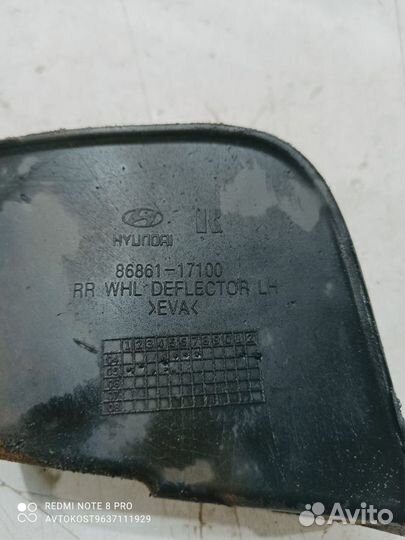 HYUNDAI
86861-17100
RR WHL DEFLECTOR LH
>EVA<
REDMI NOTE 8 PRO
AVTOKOST9637111929
Avito